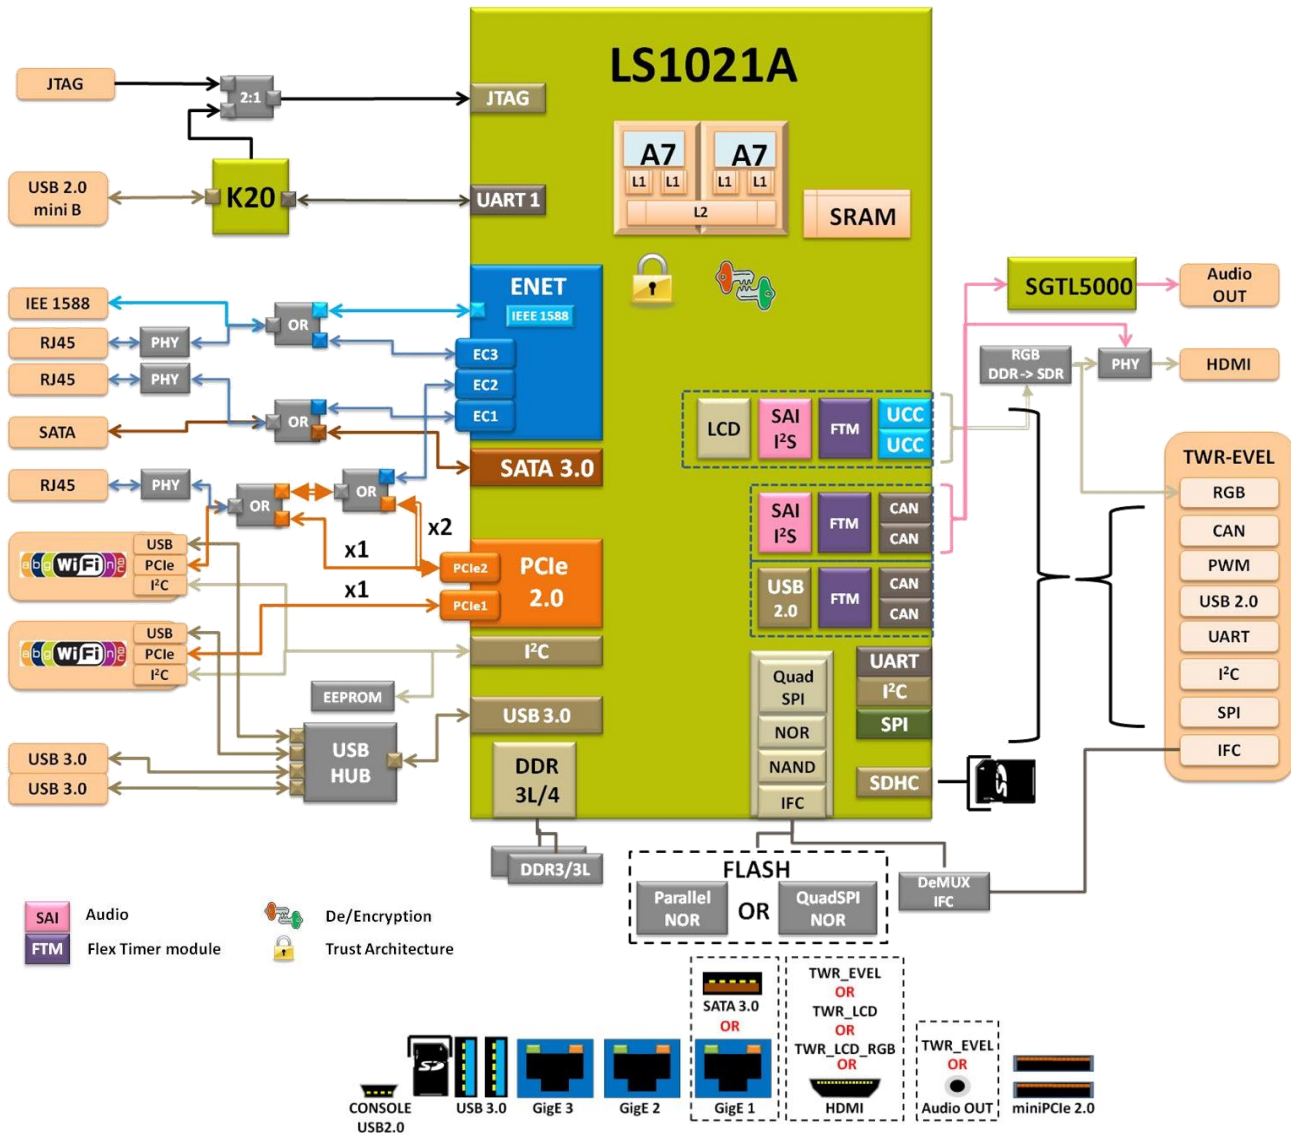 LS1021A
JTAG
2:1
JTAG
A7
A7
L1
L1
L1
L1
L2
USB 2.0
mini B
K20
UART 1
SRAM
ENET
IEEE 1588
SGTL5000
Audio
OUT
IEE 1588
OR
RJ45
PHY
EC3
RGB
DDR -> SDR
PHY
HDMI
RJ45
PHY
EC2
SATA
OR
EC1
LCD
SAI
I²S
FTM
UCC
UCC
SATA 3.0
TWR-EVEL
RJ45
PHY
OR
OR
RGB
x2
SAI
I²S
FTM
CAN
CAN
CAN
x1
USB
PCIe
I²C
abg WiFi n ac
PCIe2
PCIe
2.0
PWM
USB
2.0
FTM
CAN
CAN
x1
PCIe1
USB 2.0
USB
PCIe
I²C
abg WiFi n ac
I²C
UART
UART
I²C
SPI
I²C
EEPROM
Quad
SPI
NOR
NAND
IFC
USB 3.0
SPI
USB
HUB
IFC
USB 3.0
USB 3.0
DDR
3L/4
SDHC
SD
DDR3/3L
FLASH
Parallel
NOR
OR
QuadSPI
NOR
DeMUX
IFC
SAI
Audio
De/Encryption
FTM
Flex Timer module
Trust Architecture
SATA 3.0
OR
TWR_EVEL
OR
TWR_LCD
OR
TWR_LCD_RGB
OR
TWR_EVEL
OR
SD
CONSOLE
USB2.0
USB 3.0
GigE 3
GigE 2
GigE 1
HDMI
Audio OUT
miniPCIe 2.0